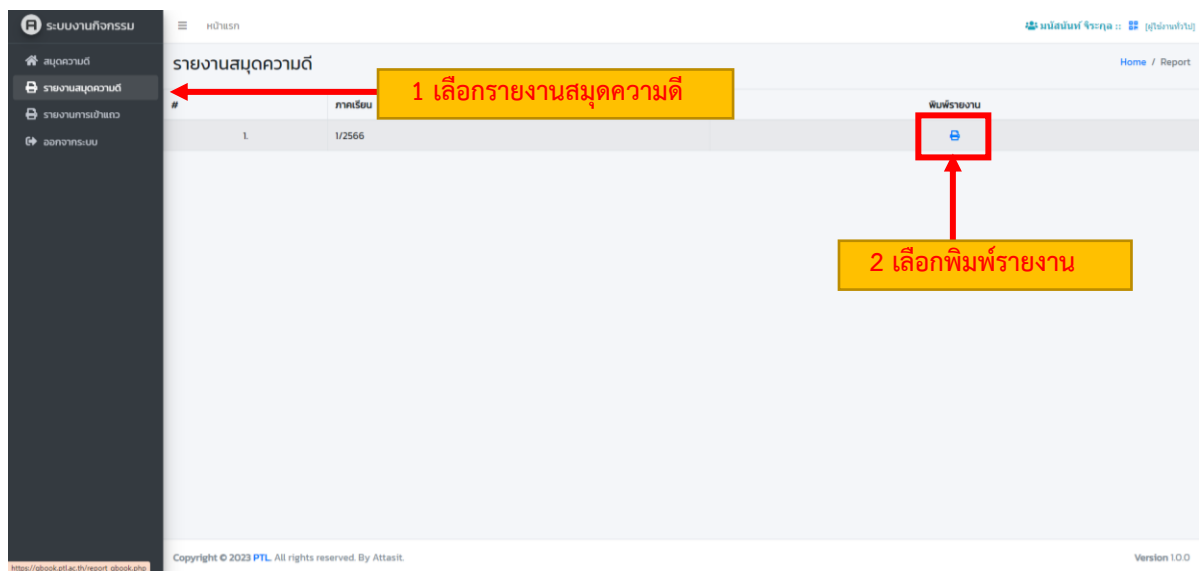 ระบบงานกิจกรรม
หน้าแรก
มนัสนันท์ จิระกุล :: [ผู้ใช้งานทั่วไป]
สมุดความดี
รายงานสมุดความดี
รายงานการเข้าแถว
ออกจากระบบ
รายงานสมุดความดี
Home / Report
1 เลือกรายงานสมุดความดี
# ภาคเรียน พิมพ์รายงาน
1. 1/2566
2 เลือกพิมพ์รายงาน
Copyright © 2023 PTL. All rights reserved. By Attasit.
Version 1.0.0
https://gbook.ptl.ac.th/report_gbook.php